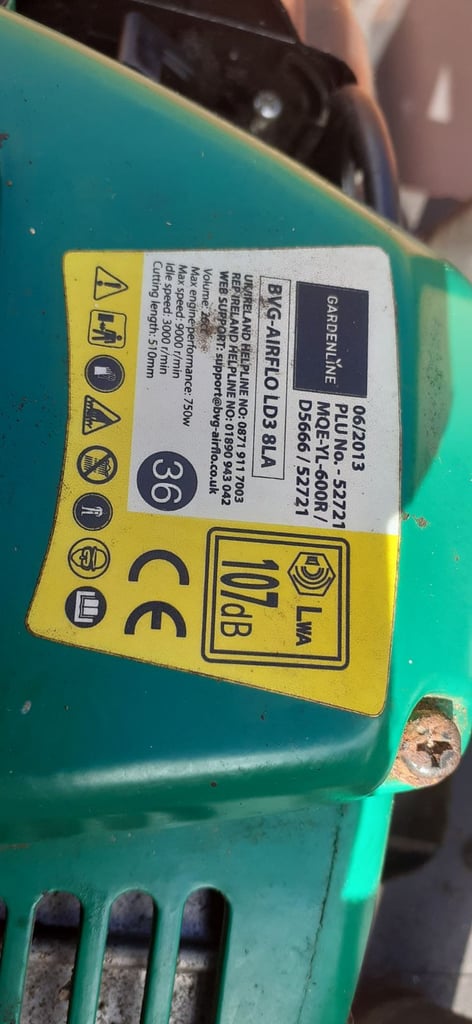 GARDENLINE
06/2013
PLU No. - 52721
MQE-YL-600R /
D5666 / 52721
BVG-AIRFLO LD3 8LA
UK/IRELAND HELPLINE NO: 0871 911 7003
REP IRELAND HELPLINE NO: 01890 943 042
WEB SUPPORT: support@bvg-airflo.co.uk
Volume:
Max engine performance: 750w
Max speed: 9000 r/min
Idle speed: 3000 r/min
Cutting length: 510mm
36
LWA
107dB
CE